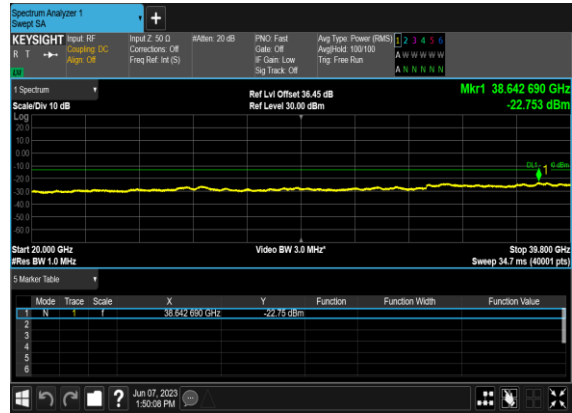 Spectrum Analyzer 1
Swept SA
+
KEYSIGHT
R T
LW
Input: RF
Coupling: DC
Align: Off
Input Z: 50 Ω
Corrections: Off
Freq Ref: Int (S)
#Atten: 20 dB
PNO: Fast
Gate: Off
IF Gain: Low
Sig Track: Off
Avg Type: Power (RMS)
Avg|Hold: 100/100
Trig: Free Run
1 2 3 4 5 6
A W W W W W
A N N N N N
1 Spectrum
Scale/Div 10 dB
Ref Lvl Offset 36.45 dB
Ref Level 30.00 dBm
Mkr1 38.642 690 GHz
-22.753 dBm
Log
20.0
10.0
0.00
-10.0
-20.0
-30.0
-40.0
-50.0
-60.0
1
Start 20.000 GHz
#Res BW 1.0 MHz
Video BW 3.0 MHz*
Stop 39.800 GHz
Sweep 34.7 ms (40001 pts)
5 Marker Table
Mode Trace Scale X Y Function Function Width Function Value
1 N 1 f 38.642 690 GHz -22.75 dBm
2
3
4
5
6
?
Jun 07, 2023
1:50:08 PM